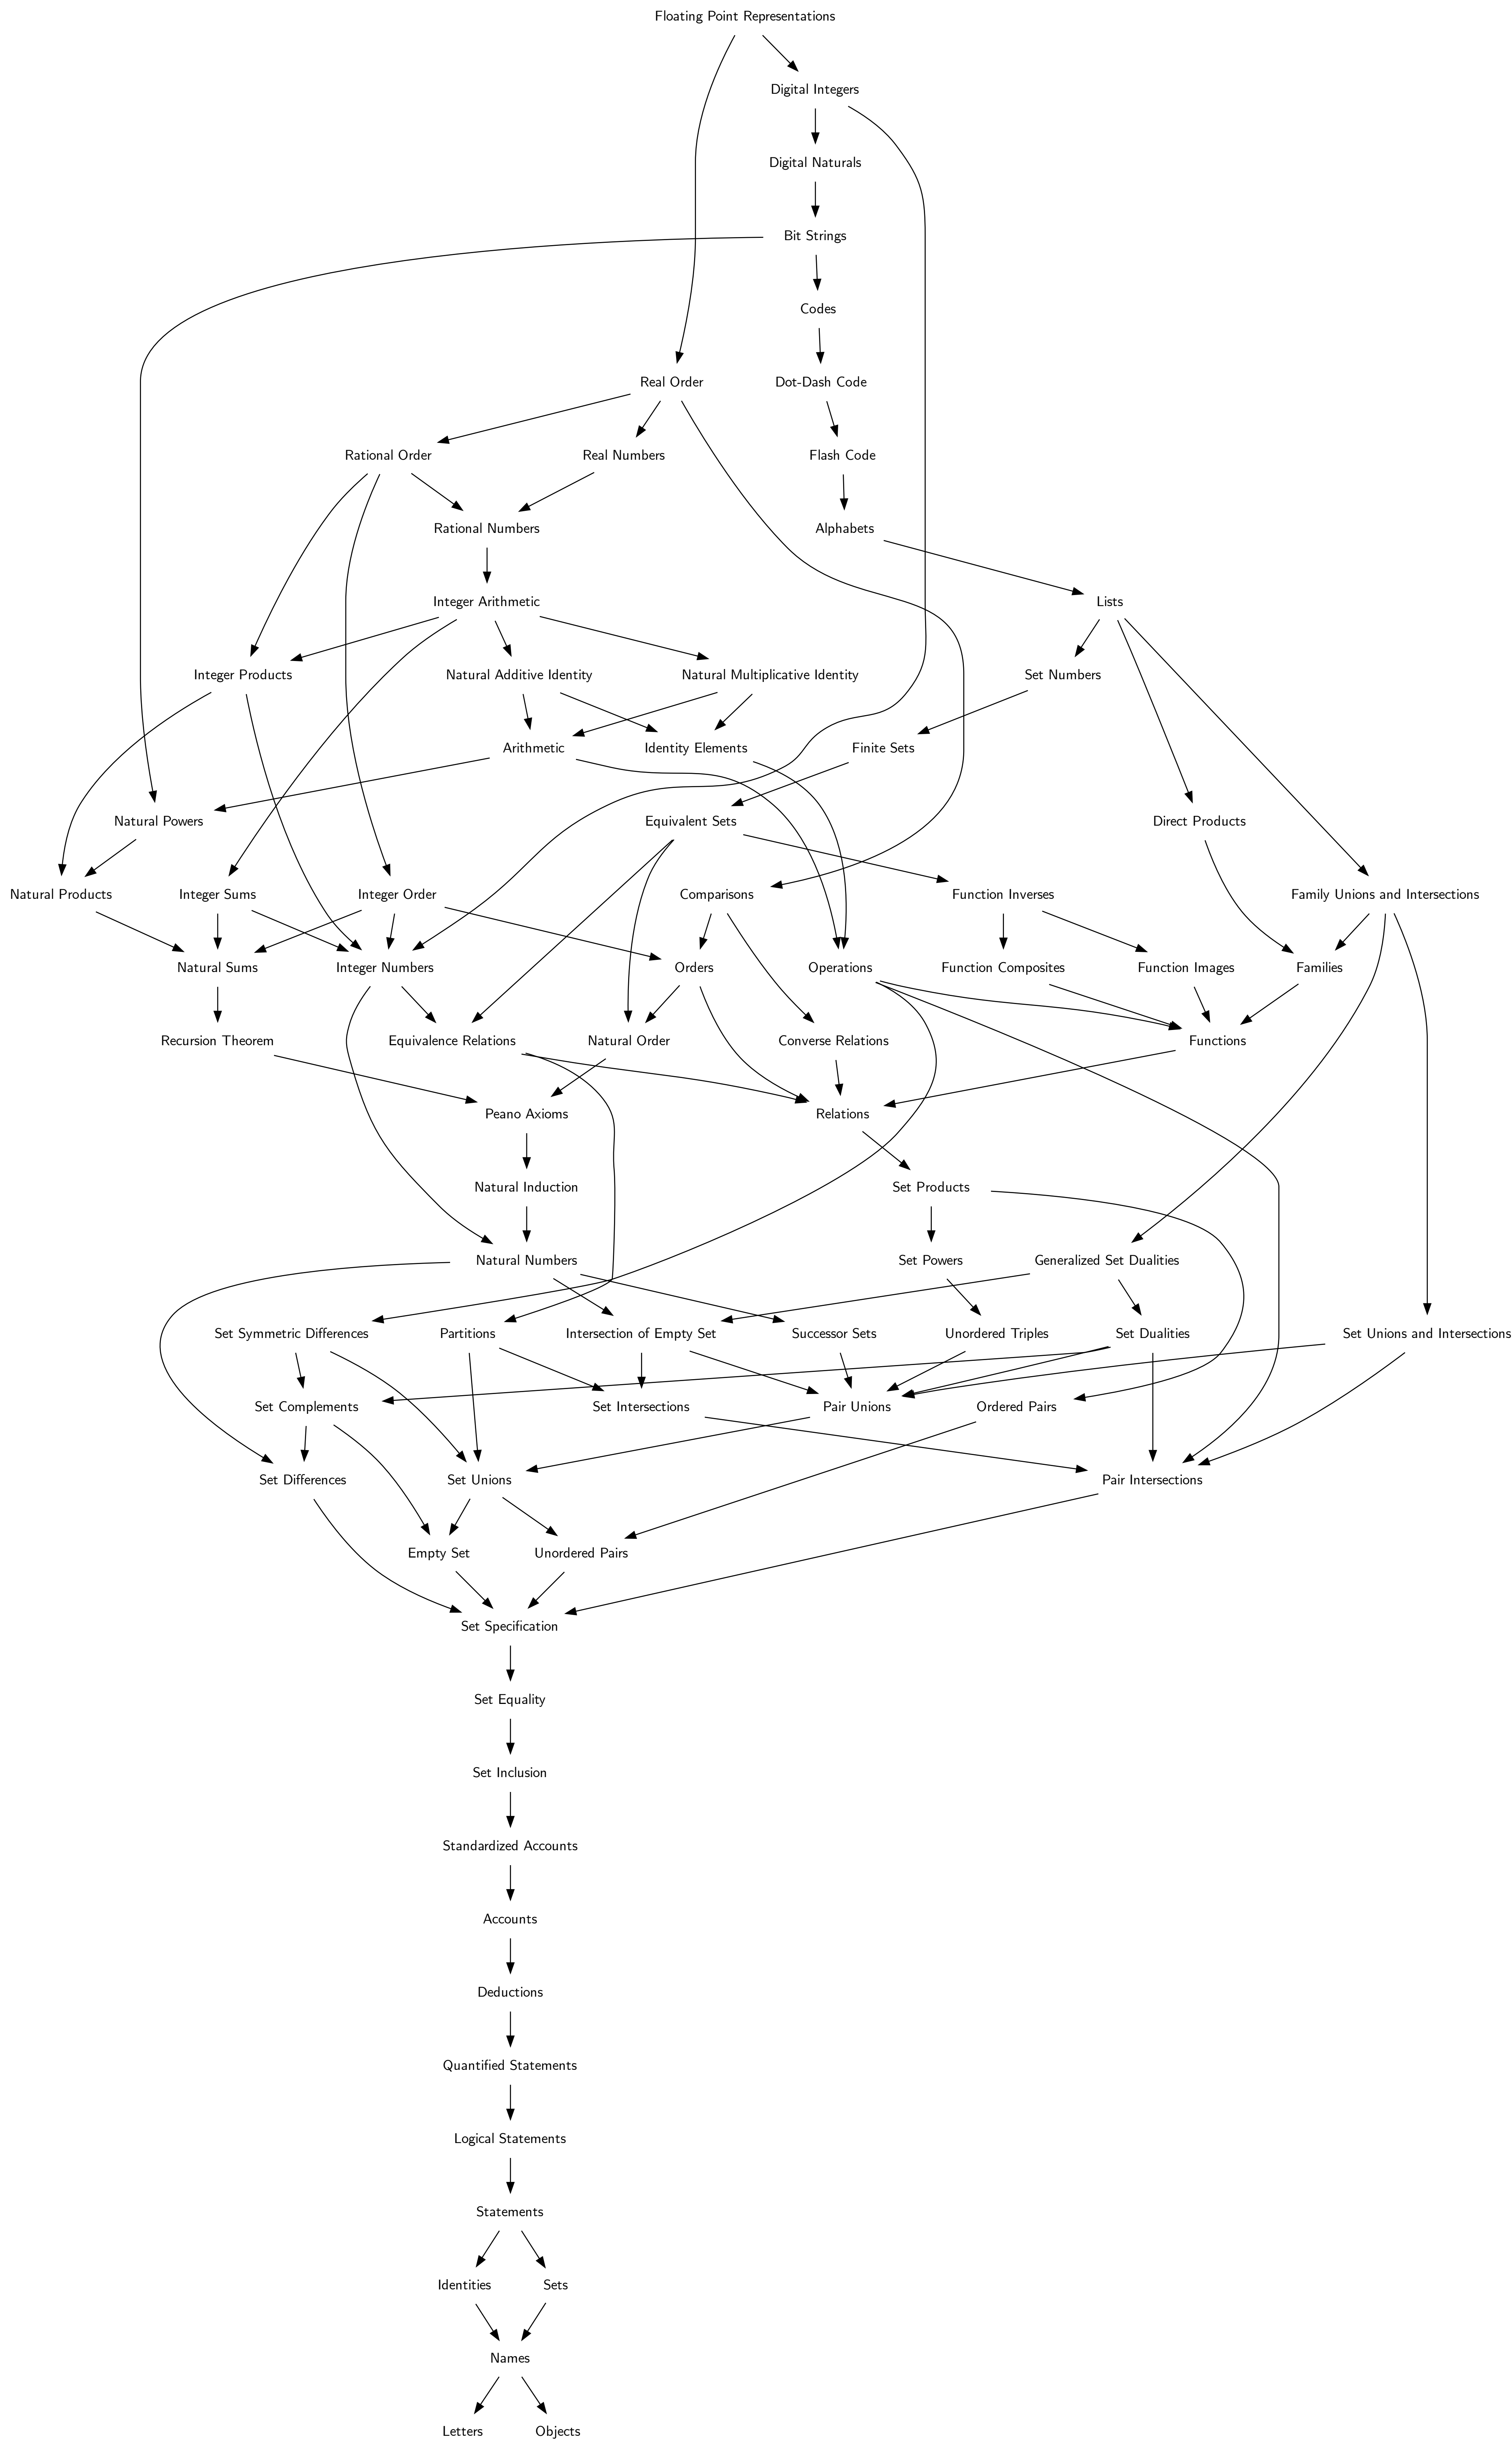 Floating Point Representations
Digital Integers
Digital Naturals
Bit Strings
Codes
Real Order
Dot-Dash Code
Rational Order
Real Numbers
Flash Code
Rational Numbers
Alphabets
Integer Arithmetic
Lists
Integer Products
Natural Additive Identity
Natural Multiplicative Identity
Set Numbers
Arithmetic
Identity Elements
Finite Sets
Natural Powers
Equivalent Sets
Direct Products
Natural Products
Integer Sums
Integer Order
Comparisons
Function Inverses
Family Unions and Intersections
Natural Sums
Integer Numbers
Orders
Operations
Function Composites
Function Images
Families
Recursion Theorem
Equivalence Relations
Natural Order
Converse Relations
Functions
Peano Axioms
Relations
Natural Induction
Set Products
Natural Numbers
Set Powers
Generalized Set Dualities
Set Symmetric Differences
Partitions
Intersection of Empty Set
Successor Sets
Unordered Triples
Set Dualities
Set Unions and Intersections
Set Complements
Set Intersections
Pair Unions
Ordered Pairs
Set Differences
Set Unions
Pair Intersections
Empty Set
Unordered Pairs
Set Specification
Set Equality
Set Inclusion
Standardized Accounts
Accounts
Deductions
Quantified Statements
Logical Statements
Statements
Identities
Sets
Names
Letters
Objects